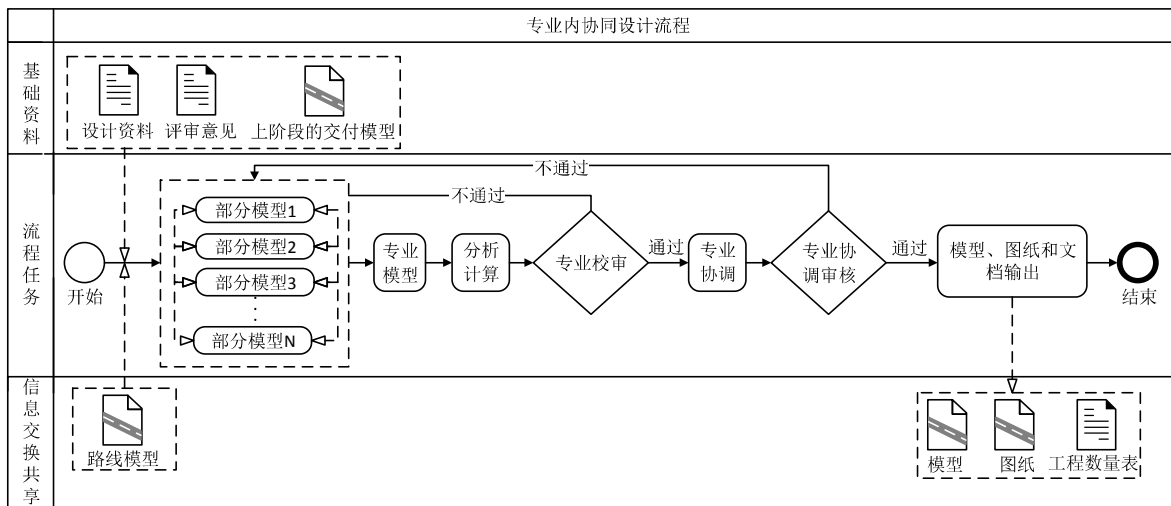 专业内协同设计流程
基础资料
设计资料
评审意见
上阶段的交付模型
流程任务
开始
部分模型1
部分模型2
部分模型3
部分模型N
专业
模型
分析
计算
专业校审
不通过
通过
专业
协调
专业协
调审核
不通过
通过
模型、图纸和文
档输出
结束
信息交换共享
路线模型
模型
图纸
工程数量表